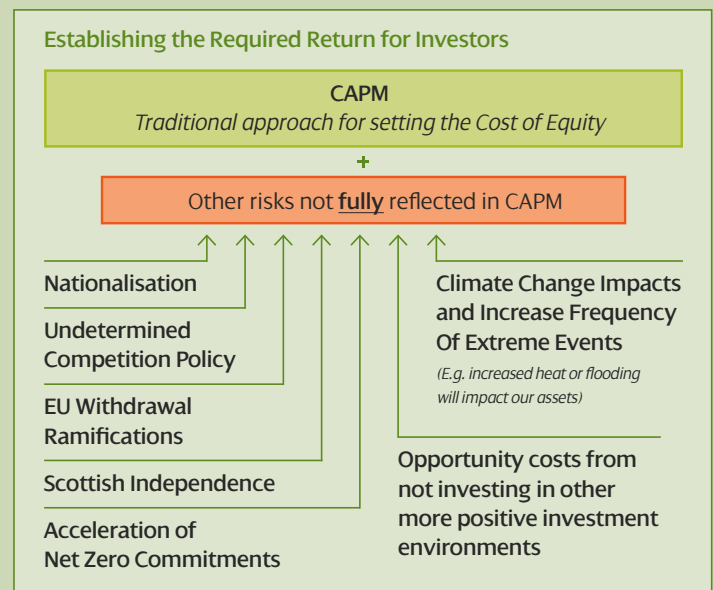 Establishing the Required Return for Investors
CAPM
Traditional approach for setting the Cost of Equity
+
Other risks not fully reflected in CAPM
Nationalisation
Undetermined
Competition Policy
EU Withdrawal
Ramifications
Scottish Independence
Acceleration of
Net Zero Commitments
Climate Change Impacts
and Increase Frequency
Of Extreme Events
(E.g. increased heat or flooding
will impact our assets)
Opportunity costs from
not investing in other
more positive investment
environments